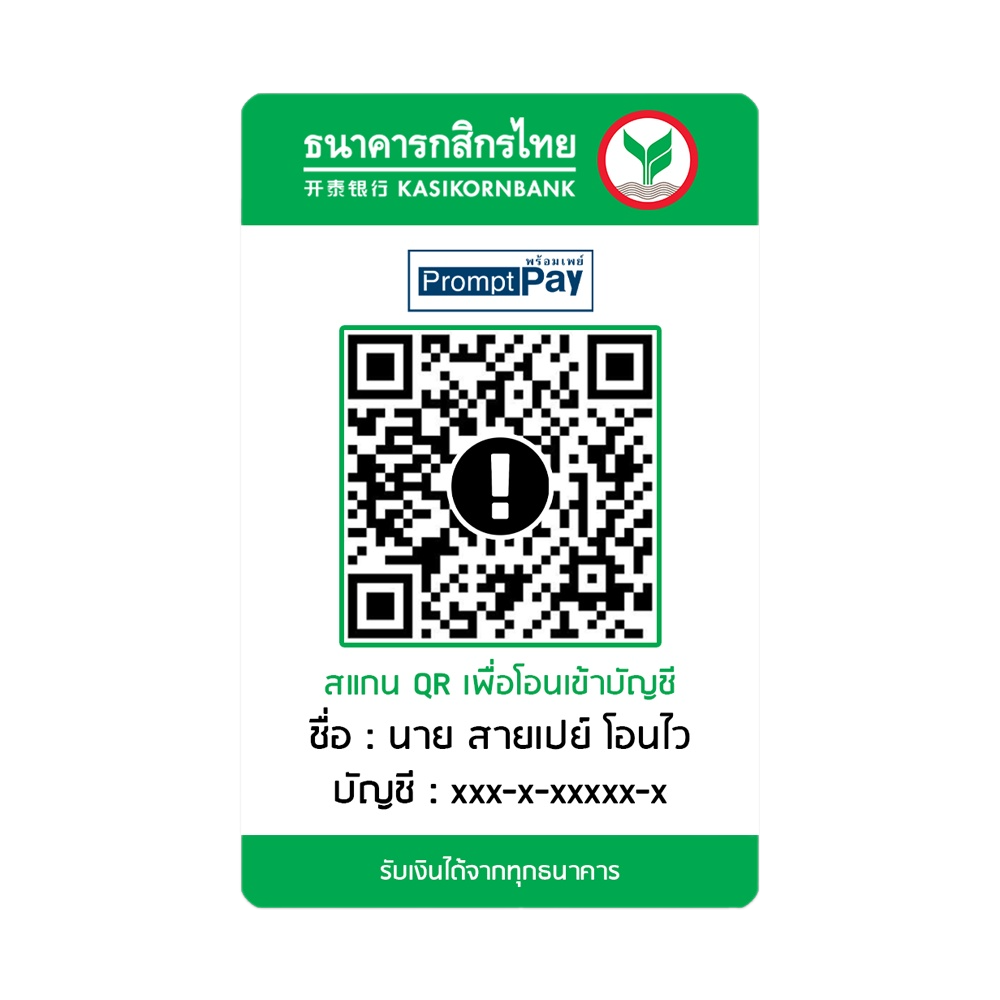 ธนาคารกสิกรไทย
开泰银行 KASIKORNBANK
พร้อมเพย์
Prompt Pay
!
สแกน QR เพื่อโอนเข้าบัญชี
ชื่อ : นาย สายเปย์ โอนไว
บัญชี : xxx-x-xxxxx-x
รับเงินได้จากทุกธนาคาร